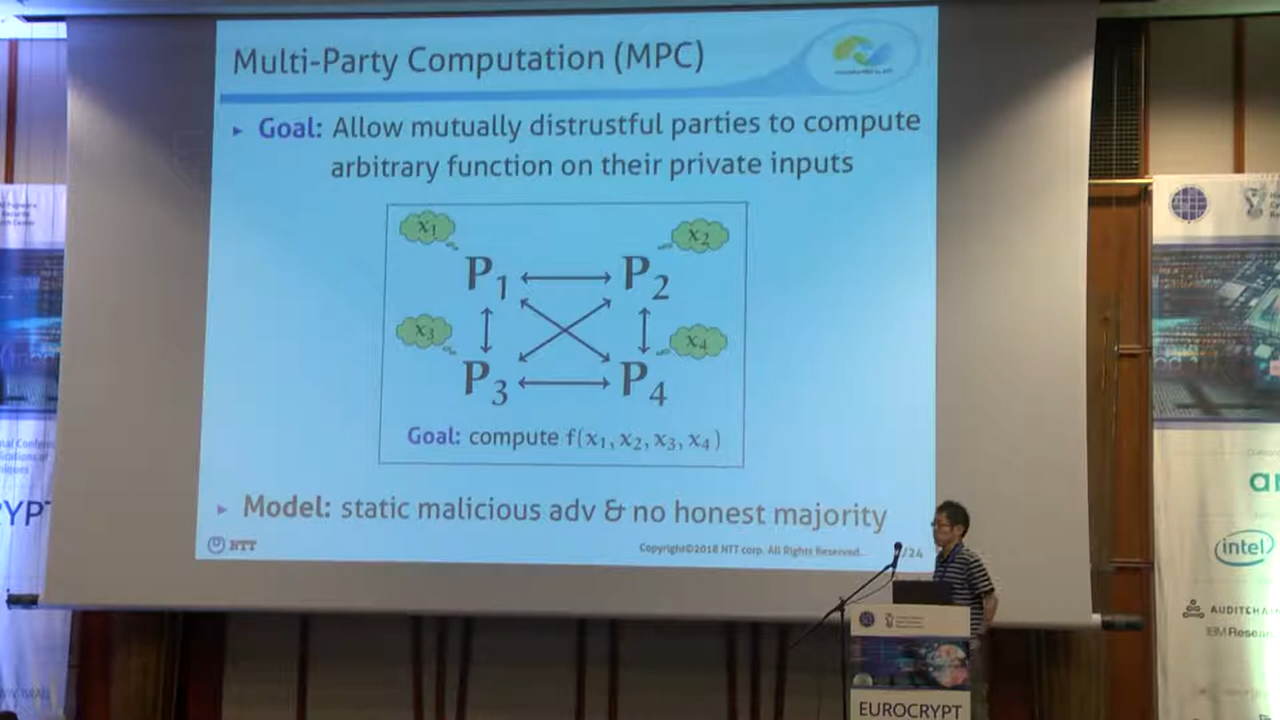 Multi-Party Computation (MPC)
▸ Goal: Allow mutually distrustful parties to compute
arbitrary function on their private inputs
x₁
x₂
P₁
P₂
x₃
x₄
P₃
P₄
Goal: compute f(x₁, x₂, x₃, x₄)
▸ Model: static malicious adv & no honest majority
NTT
Copyright©2018 NTT corp. All Rights Reserved.
/24
intel
IBM Resear
EUROCRYPT